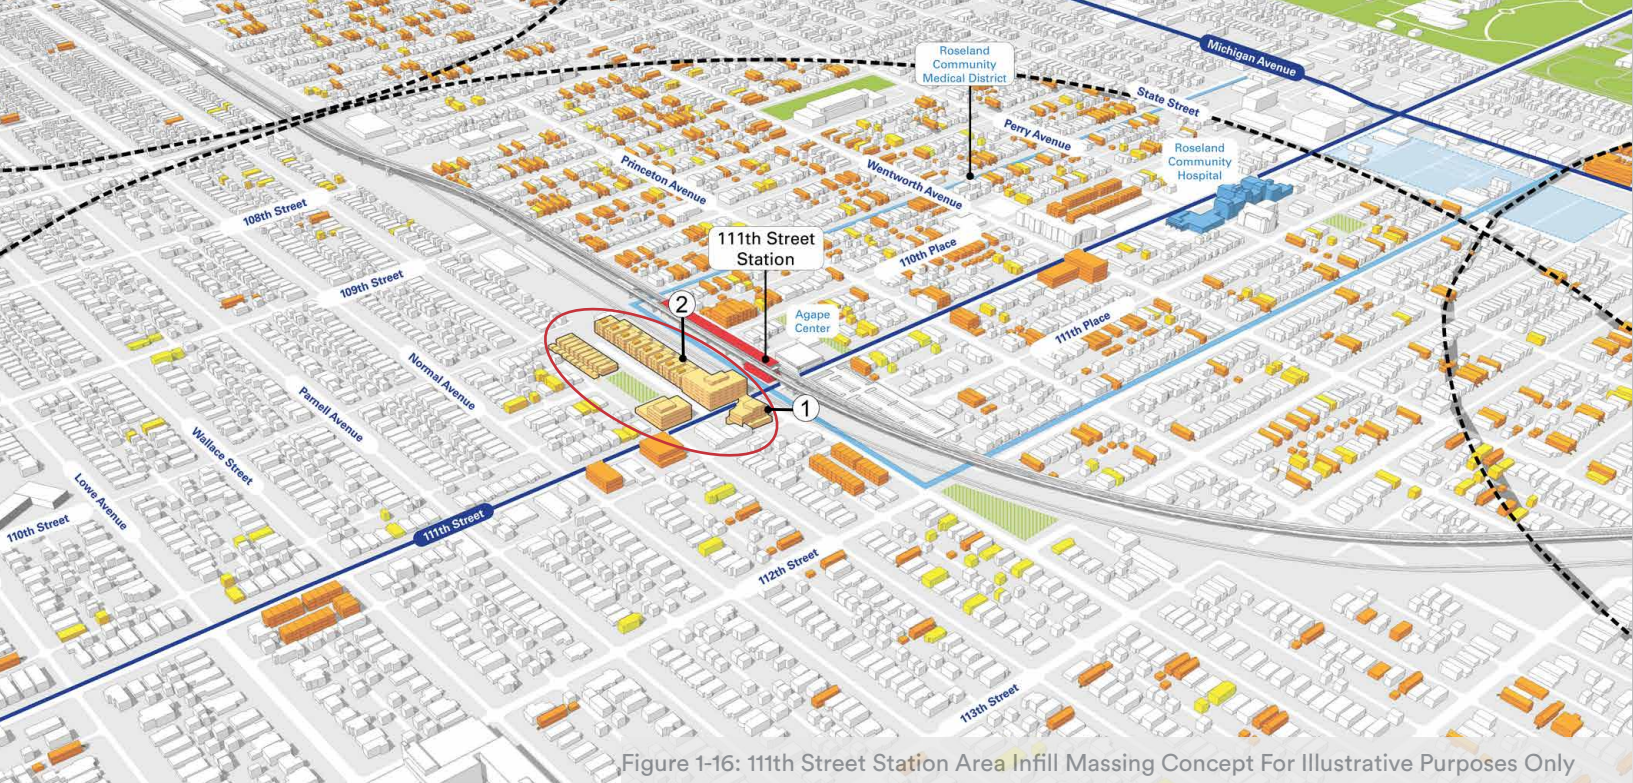 Michigan Avenue
Roseland
Community
Medical District
State Street
Perry Avenue
Roseland
Community
Hospital
Princeton Avenue
Wentworth Avenue
108th Street
111th Street
Station
110th Place
109th Street
2
Agape
Center
111th Place
Normal Avenue
1
Parnell Avenue
Wallace Street
Lowe Avenue
110th Street
111th Street
112th Street
113th Street
Figure 1-16: 111th Street Station Area Infill Massing Concept For Illustrative Purposes Only